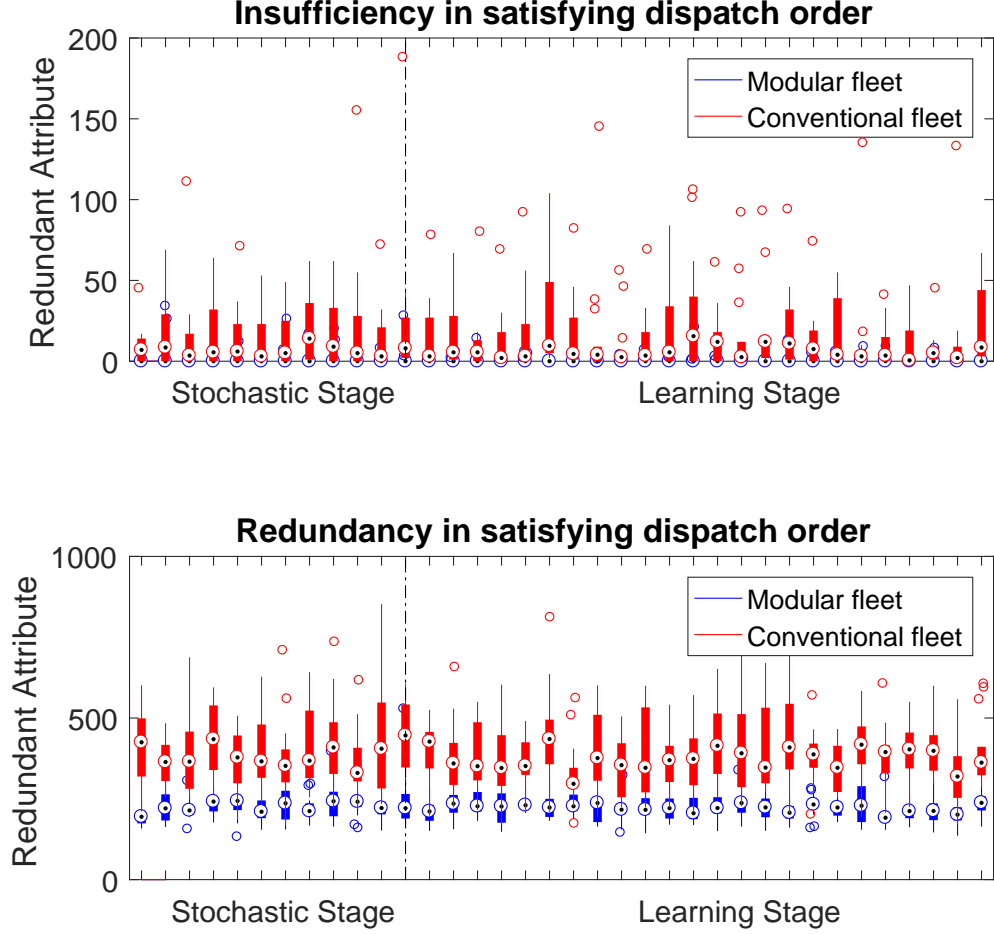 Insufficiency in satisfying dispatch order
200
150
100
50
0
Redundant Attribute
Modular fleet
Conventional fleet
Stochastic Stage
Learning Stage
Redundancy in satisfying dispatch order
1000
500
0
Redundant Attribute
Modular fleet
Conventional fleet
Stochastic Stage
Learning Stage